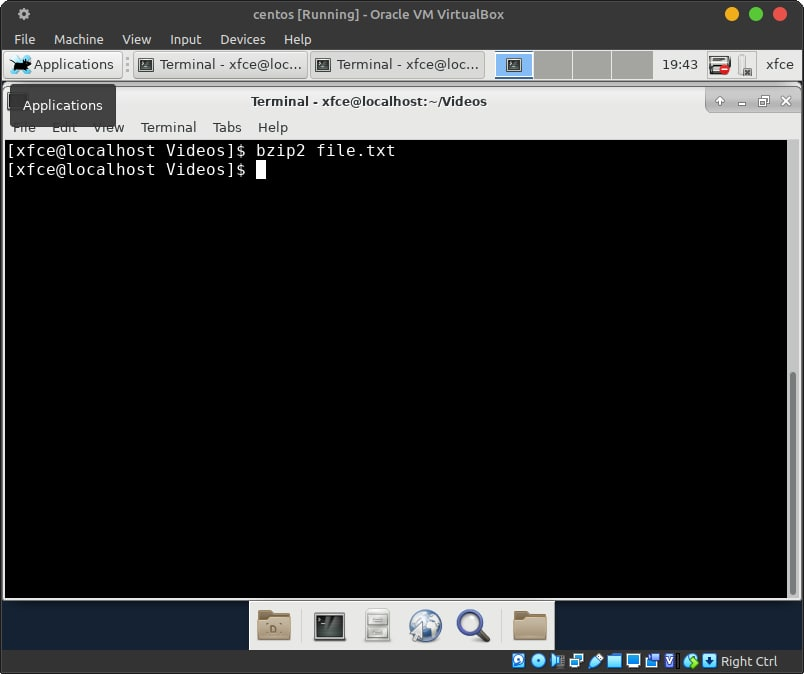 centos [Running] - Oracle VM VirtualBox
File Machine View Input Devices Help
Applications Terminal - xfce@loc... Terminal - xfce@loc... 19:43 xfce
Applications
Terminal - xfce@localhost:~/Videos
File Edit View Terminal Tabs Help
[xfce@localhost Videos]$ bzip2 file.txt
[xfce@localhost Videos]$
Right Ctrl